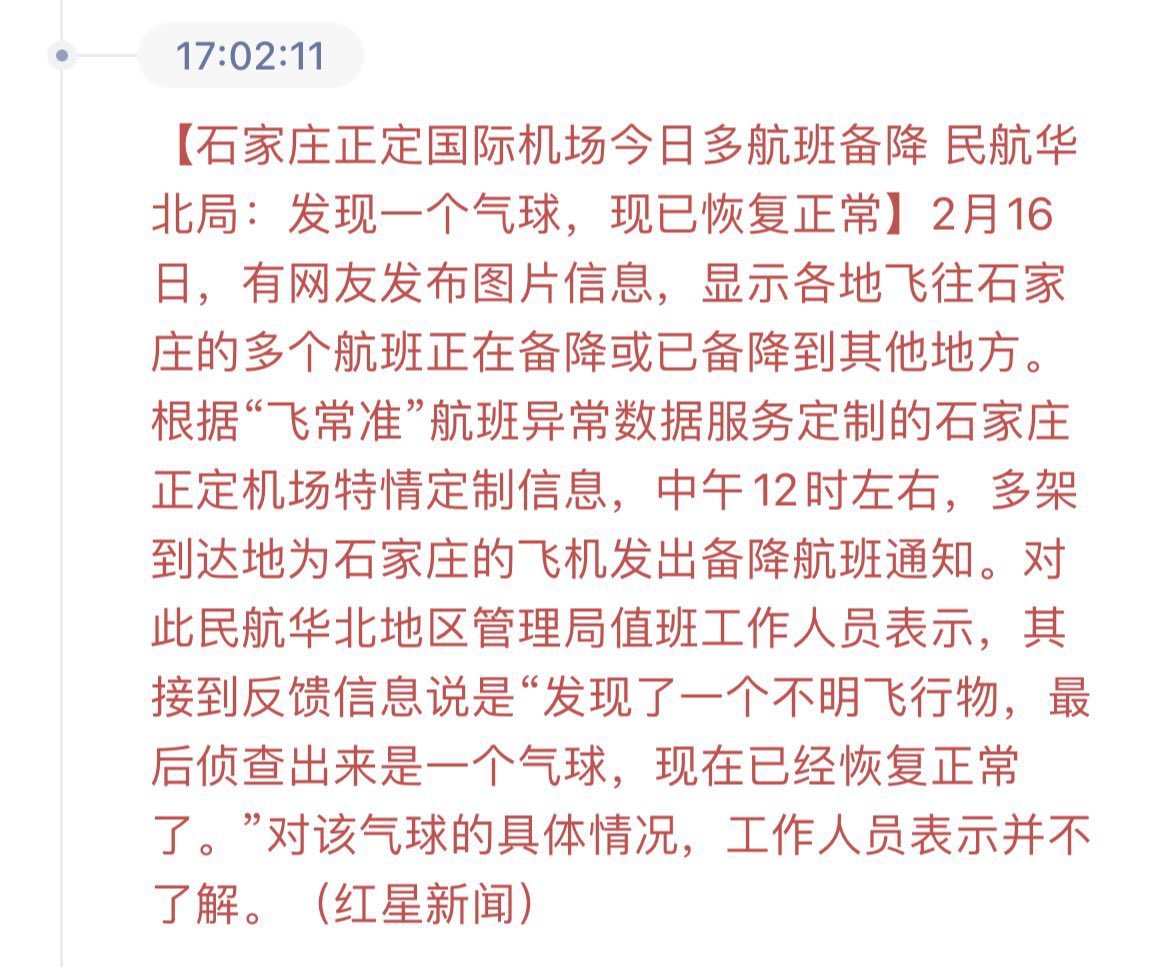 17:02:11
【石家庄正定国际机场今日多航班备降 民航华
北局：发现一个气球，现已恢复正常】2月16
日，有网友发布图片信息，显示各地飞往石家
庄的多个航班正在备降或已备降到其他地方。
根据“飞常准”航班异常数据服务定制的石家庄
正定机场特情定制信息，中午12时左右，多架
到达地为石家庄的飞机发出备降航班通知。对
此民航华北地区管理局值班工作人员表示，其
接到反馈信息说是“发现了一个不明飞行物，最
后侦查出来是一个气球，现在已经恢复正常
了。”对该气球的具体情况，工作人员表示并不
了解。（红星新闻）